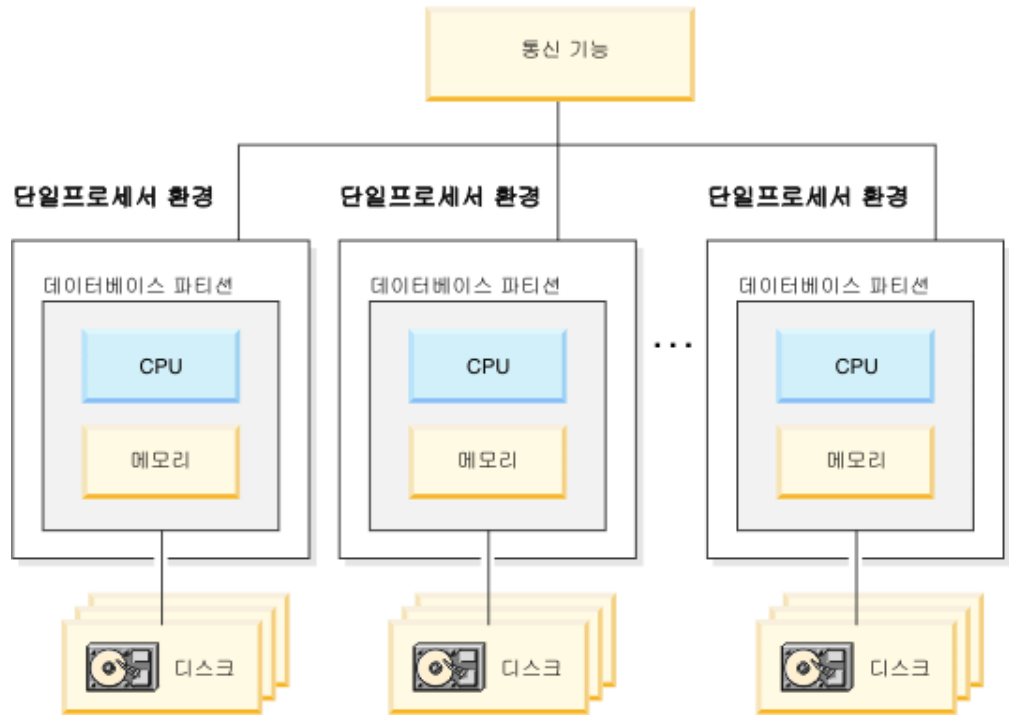 통신 기능
단일프로세서 환경
단일프로세서 환경
단일프로세서 환경
데이터베이스 파티션
데이터베이스 파티션
데이터베이스 파티션
CPU
CPU
...
CPU
메모리
메모리
메모리
디스크
디스크
디스크